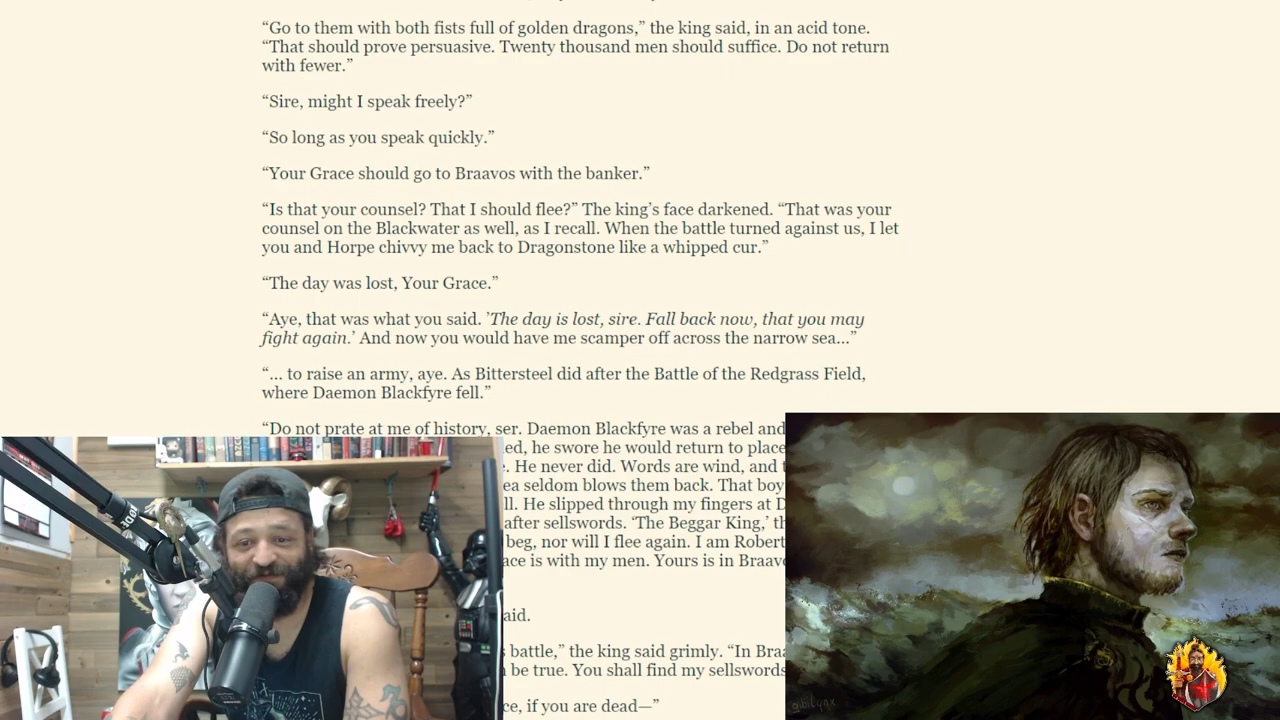 “Go to them with both fists full of golden dragons,” the king said, in an acid tone.
“That should prove persuasive. Twenty thousand men should suffice. Do not return
with fewer.”
“Sire, might I speak freely?”
“So long as you speak quickly.”
“Your Grace should go to Braavos with the banker.”
“Is that your counsel? That I should flee?” The king’s face darkened. “That was your
counsel on the Blackwater as well, as I recall. When the battle turned against us, I let
you and Horpe chivvy me back to Dragonstone like a whipped cur.”
“The day was lost, Your Grace.”
“Aye, that was what you said. ’The day is lost, sire. Fall back now, that you may
fight again.’ And now you would have me scamper off across the narrow sea…”
“… to raise an army, aye. As Bittersteel did after the Battle of the Redgrass Field,
where Daemon Blackfyre fell.”
“Do not prate at me of history, ser. Daemon Blackfyre was a rebel and
ed, he swore he would return to place
. He never did. Words are wind, and
ea seldom blows them back. That boy
ll. He slipped through my fingers at D
after sellswords. ‘The Beggar King,’ th
beg, nor will I flee again. I am Robert
ace is with my men. Yours is in Braavo
aid.
s battle,” the king said grimly. “In Braa
be true. You shall find my sellswords
ce, if you are dead—”